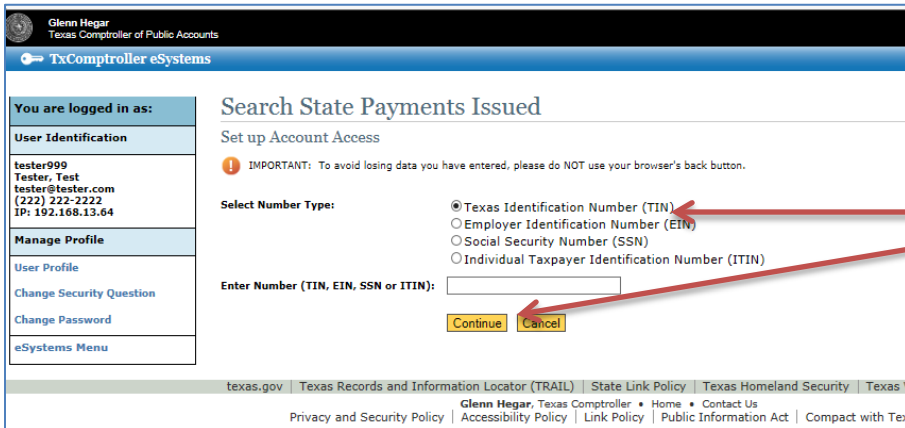 Glenn Hegar
Texas Comptroller of Public Accounts
TxComptroller eSystems
You are logged in as:
User Identification
tester999
Tester, Test
tester@tester.com
(222) 222-2222
IP: 192.168.13.64
Manage Profile
User Profile
Change Security Question
Change Password
eSystems Menu
Search State Payments Issued
Set up Account Access
IMPORTANT: To avoid losing data you have entered, please do NOT use your browser's back button.
Select Number Type:
Texas Identification Number (TIN)
Employer Identification Number (EIN)
Social Security Number (SSN)
Individual Taxpayer Identification Number (ITIN)
Enter Number (TIN, EIN, SSN or ITIN):
Continue Cancel
texas.gov | Texas Records and Information Locator (TRAIL) | State Link Policy | Texas Homeland Security | Texas
Glenn Hegar, Texas Comptroller • Home • Contact Us
Privacy and Security Policy | Accessibility Policy | Link Policy | Public Information Act | Compact with Tex